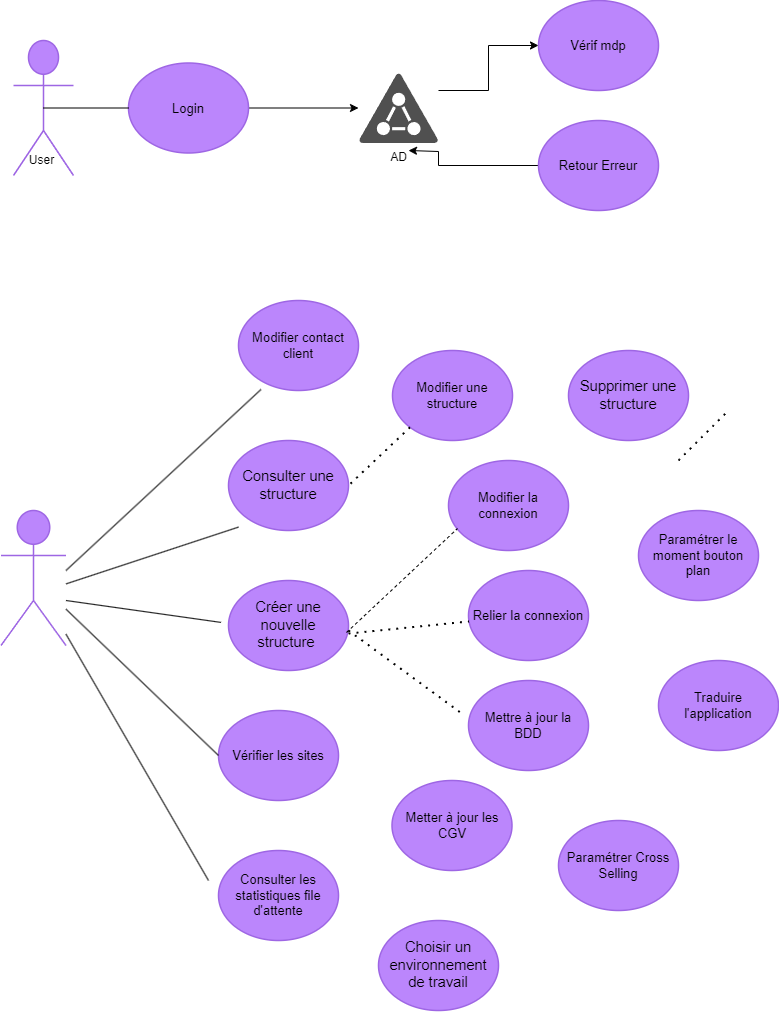 Vérif mdp
Login
User
AD
Retour Erreur
Modifier contact
client
Modifier une
structure
Supprimer une
structure
Consulter une
structure
Modifier la
connexion
Paramétrer le
moment bouton
plan
Créer une
nouvelle
structure
Relier la connexion
Mettre à jour la
BDD
Traduire
l'application
Vérifier les sites
Metter à jour les
CGV
Paramétrer Cross
Selling
Consulter les
statistiques file
d'attente
Choisir un
environnement
de travail